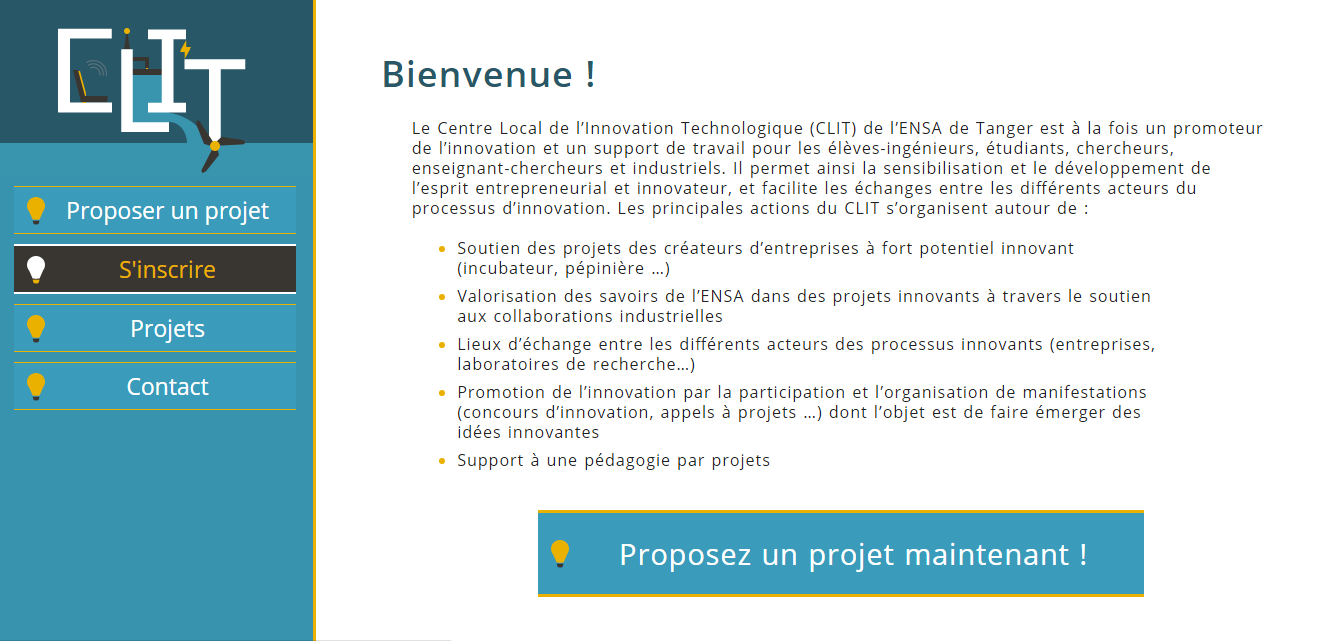 CLIT
Proposer un projet
S'inscrire
Projets
Contact
Bienvenue !
Le Centre Local de l’Innovation Technologique (CLIT) de l’ENSA de Tanger est à la fois un promoteur
de l’innovation et un support de travail pour les élèves-ingénieurs, étudiants, chercheurs,
enseignant-chercheurs et industriels. Il permet ainsi la sensibilisation et le développement de
l’esprit entrepreneurial et innovateur, et facilite les échanges entre les différents acteurs du
processus d’innovation. Les principales actions du CLIT s’organisent autour de :
Soutien des projets des créateurs d’entreprises à fort potentiel innovant
(incubateur, pépinière …)
Valorisation des savoirs de l’ENSA dans des projets innovants à travers le soutien
aux collaborations industrielles
Lieux d’échange entre les différents acteurs des processus innovants (entreprises,
laboratoires de recherche…)
Promotion de l’innovation par la participation et l’organisation de manifestations
(concours d’innovation, appels à projets …) dont l’objet est de faire émerger des
idées innovantes
Support à une pédagogie par projets
Proposez un projet maintenant !